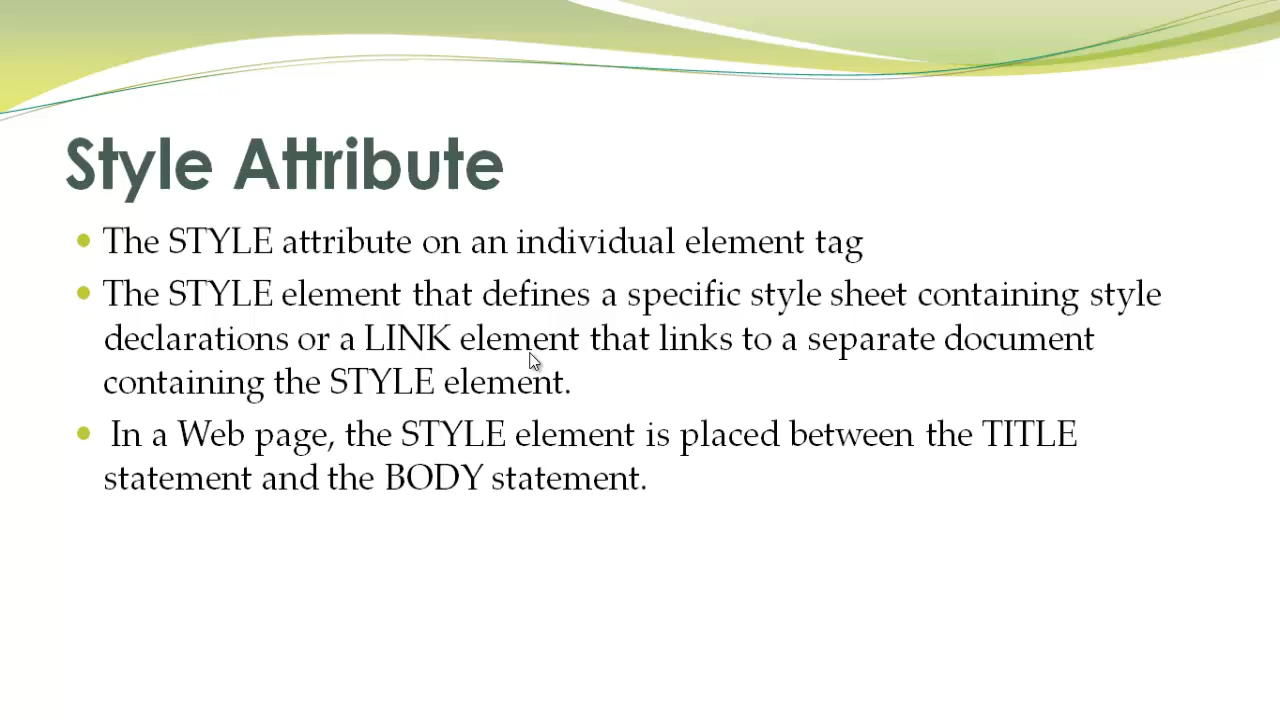 Style Attribute
The STYLE attribute on an individual element tag
The STYLE element that defines a specific style sheet containing style
declarations or a LINK element that links to a separate document
containing the STYLE element.
In a Web page, the STYLE element is placed between the TITLE
statement and the BODY statement.